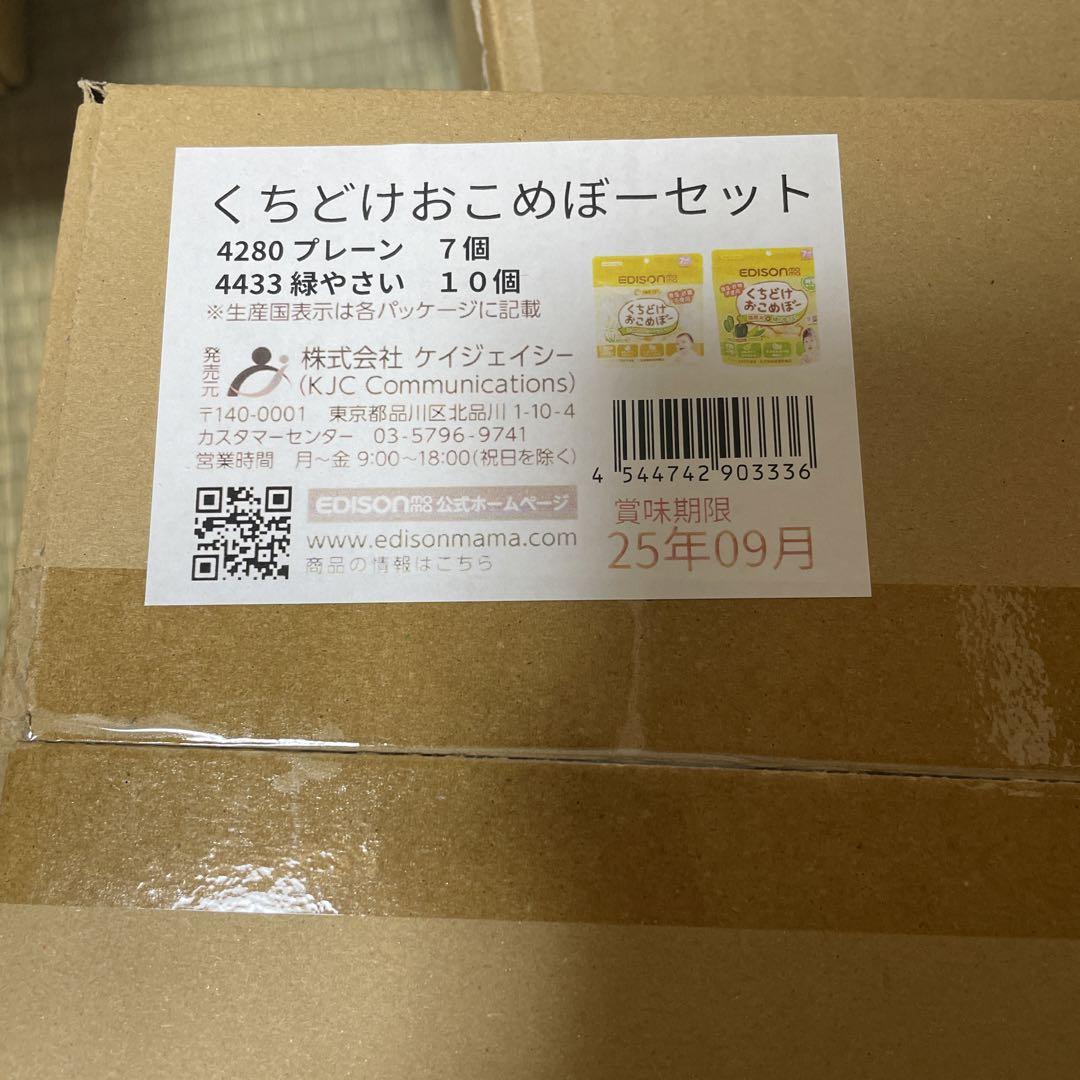 くちどけおこめぼーセット
4280 プレーン　7個
4433 緑やさい　10個
※生産国表示は各パッケージに記載
発売元
株式会社 ケイジェイシー
(KJC Communications)
〒140-0001　東京都品川区北品川 1-10-4
カスタマーセンター　03-5796-9741
営業時間　月～金 9:00～18:00(祝日を除く)
EDISONmama 公式ホームページ
www.edisonmama.com
商品の情報はこちら
EDISONmama
くちどけ
おこめぼー
EDISONmama
くちどけ
おこめぼー
4 544742 903336
賞味期限
25年09月